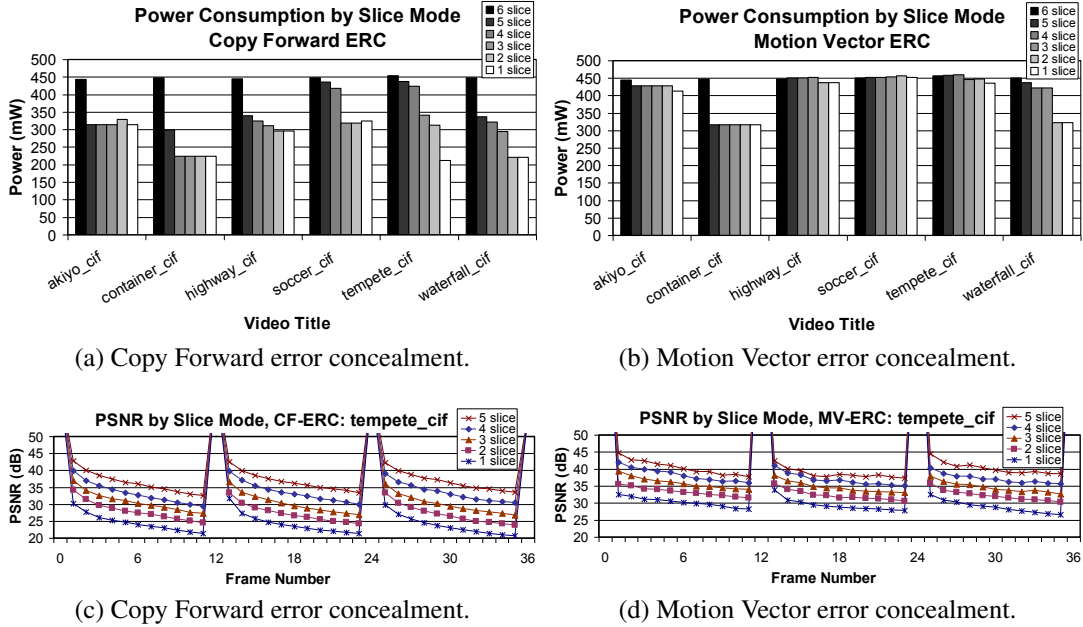 Power Consumption by Slice Mode
Copy Forward ERC
6 slice
5 slice
4 slice
3 slice
2 slice
1 slice
Power (mW)
500
450
400
350
300
250
200
150
100
50
0
akiyo_cif
container_cif
highway_cif
soccer_cif
tempete_cif
waterfall_cif
Video Title
(a) Copy Forward error concealment.
Power Consumption by Slice Mode
Motion Vector ERC
6 slice
5 slice
4 slice
3 slice
2 slice
1 slice
Power (mW)
500
450
400
350
300
250
200
150
100
50
0
akiyo_cif
container_cif
highway_cif
soccer_cif
tempete_cif
waterfall_cif
Video Title
(b) Motion Vector error concealment.
PSNR by Slice Mode, CF-ERC: tempete_cif
5 slice
4 slice
3 slice
2 slice
1 slice
PSNR (dB)
50
45
40
35
30
25
20
0 6 12 18 24 30 36
Frame Number
(c) Copy Forward error concealment.
PSNR by Slice Mode, MV-ERC: tempete_cif
5 slice
4 slice
3 slice
2 slice
1 slice
PSNR (dB)
50
45
40
35
30
25
20
0 6 12 18 24 30 36
Frame Number
(d) Motion Vector error concealment.